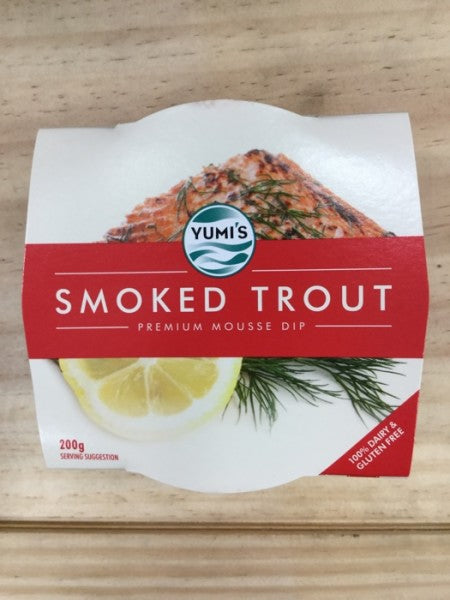 YUMI'S
SMOKED TROUT
PREMIUM MOUSSE DIP
200g
SERVING SUGGESTION
100% DAIRY &
GLUTEN FREE